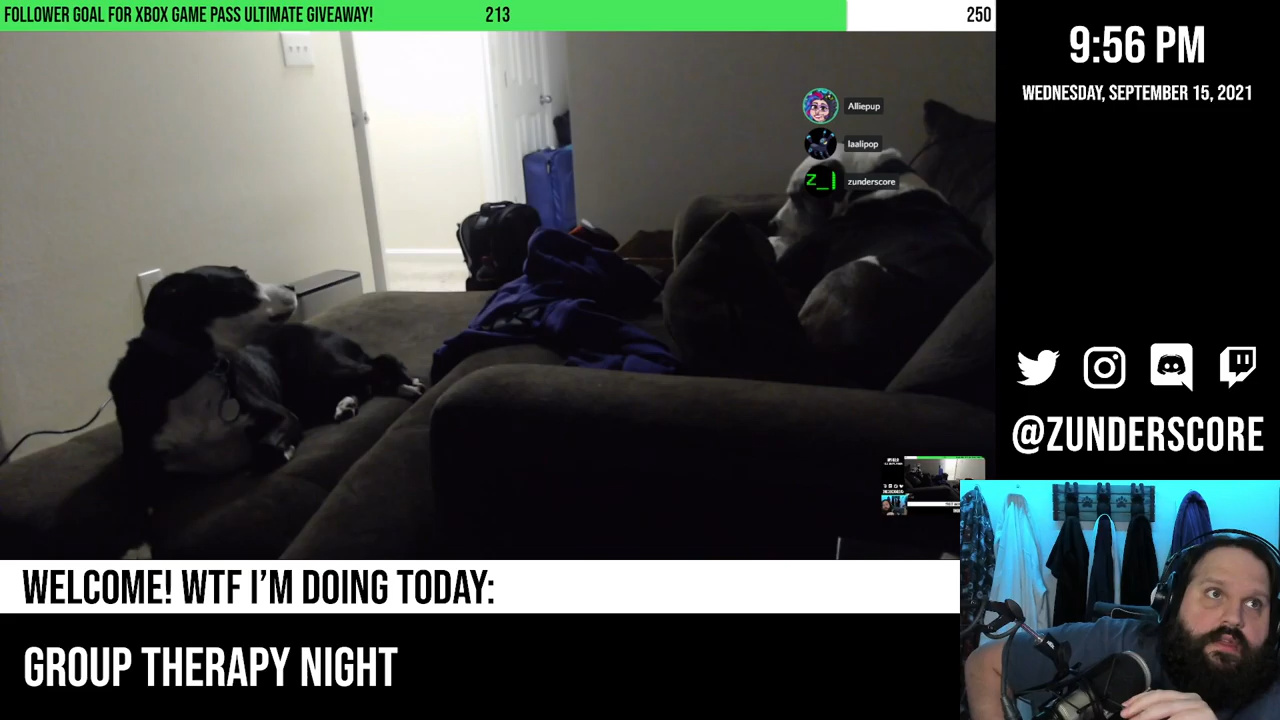 FOLLOWER GOAL FOR XBOX GAME PASS ULTIMATE GIVEAWAY! 213 250
9:56 PM
WEDNESDAY, SEPTEMBER 15, 2021
Alliepup
laalipop
Z_|
zunderscore
@ZUNDERSCORE
WELCOME! WTF I'M DOING TODAY:
GROUP THERAPY NIGHT